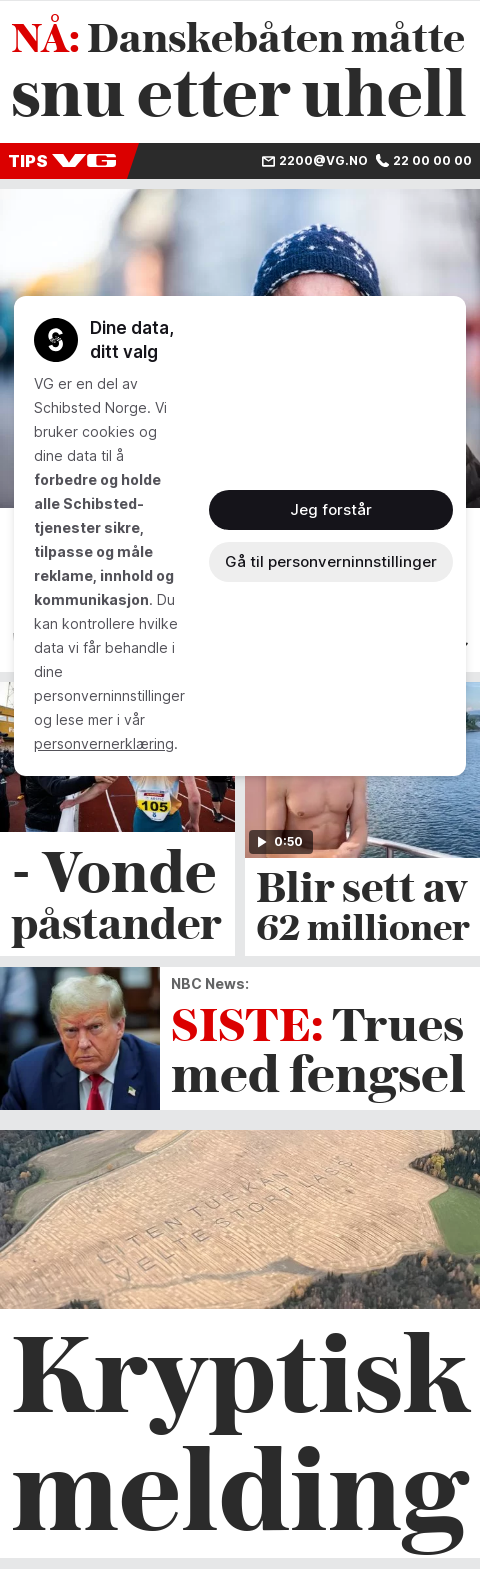 NÅ: Danskebåten måtte
snu etter uhell
TIPS VG
2200@VG.NO 22 00 00 00
Dine data,
ditt valg
VG er en del av
Schibsted Norge. Vi
bruker cookies og
dine data til å
forbedre og holde
alle Schibsted-
tjenester sikre,
tilpasse og måle
reklame, innhold og
kommunikasjon. Du
kan kontrollere hvilke
data vi får behandle i
dine
personverninnstillinger
og lese mer i vår
personvernerklæring.
Jeg forstår
Gå til personverninnstillinger
105
0:50
- Vonde
påstander
Blir sett av
62 millioner
NBC News:
SISTE: Trues
med fengsel
LITEN TUE KAN
VELTE STORT LASS
Kryptisk
melding